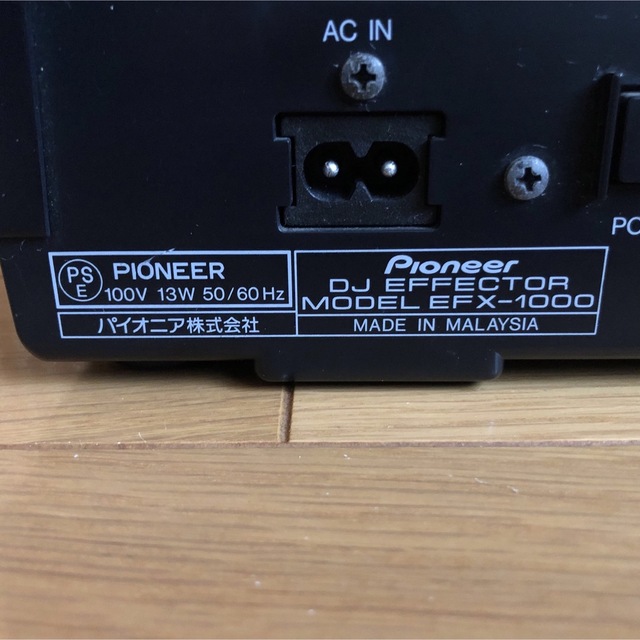 AC IN
PSE
PIONEER
100V 13W 50/60Hz
パイオニア株式会社
Pioneer
DJ EFFECTOR
MODEL EFX-1000
MADE IN MALAYSIA